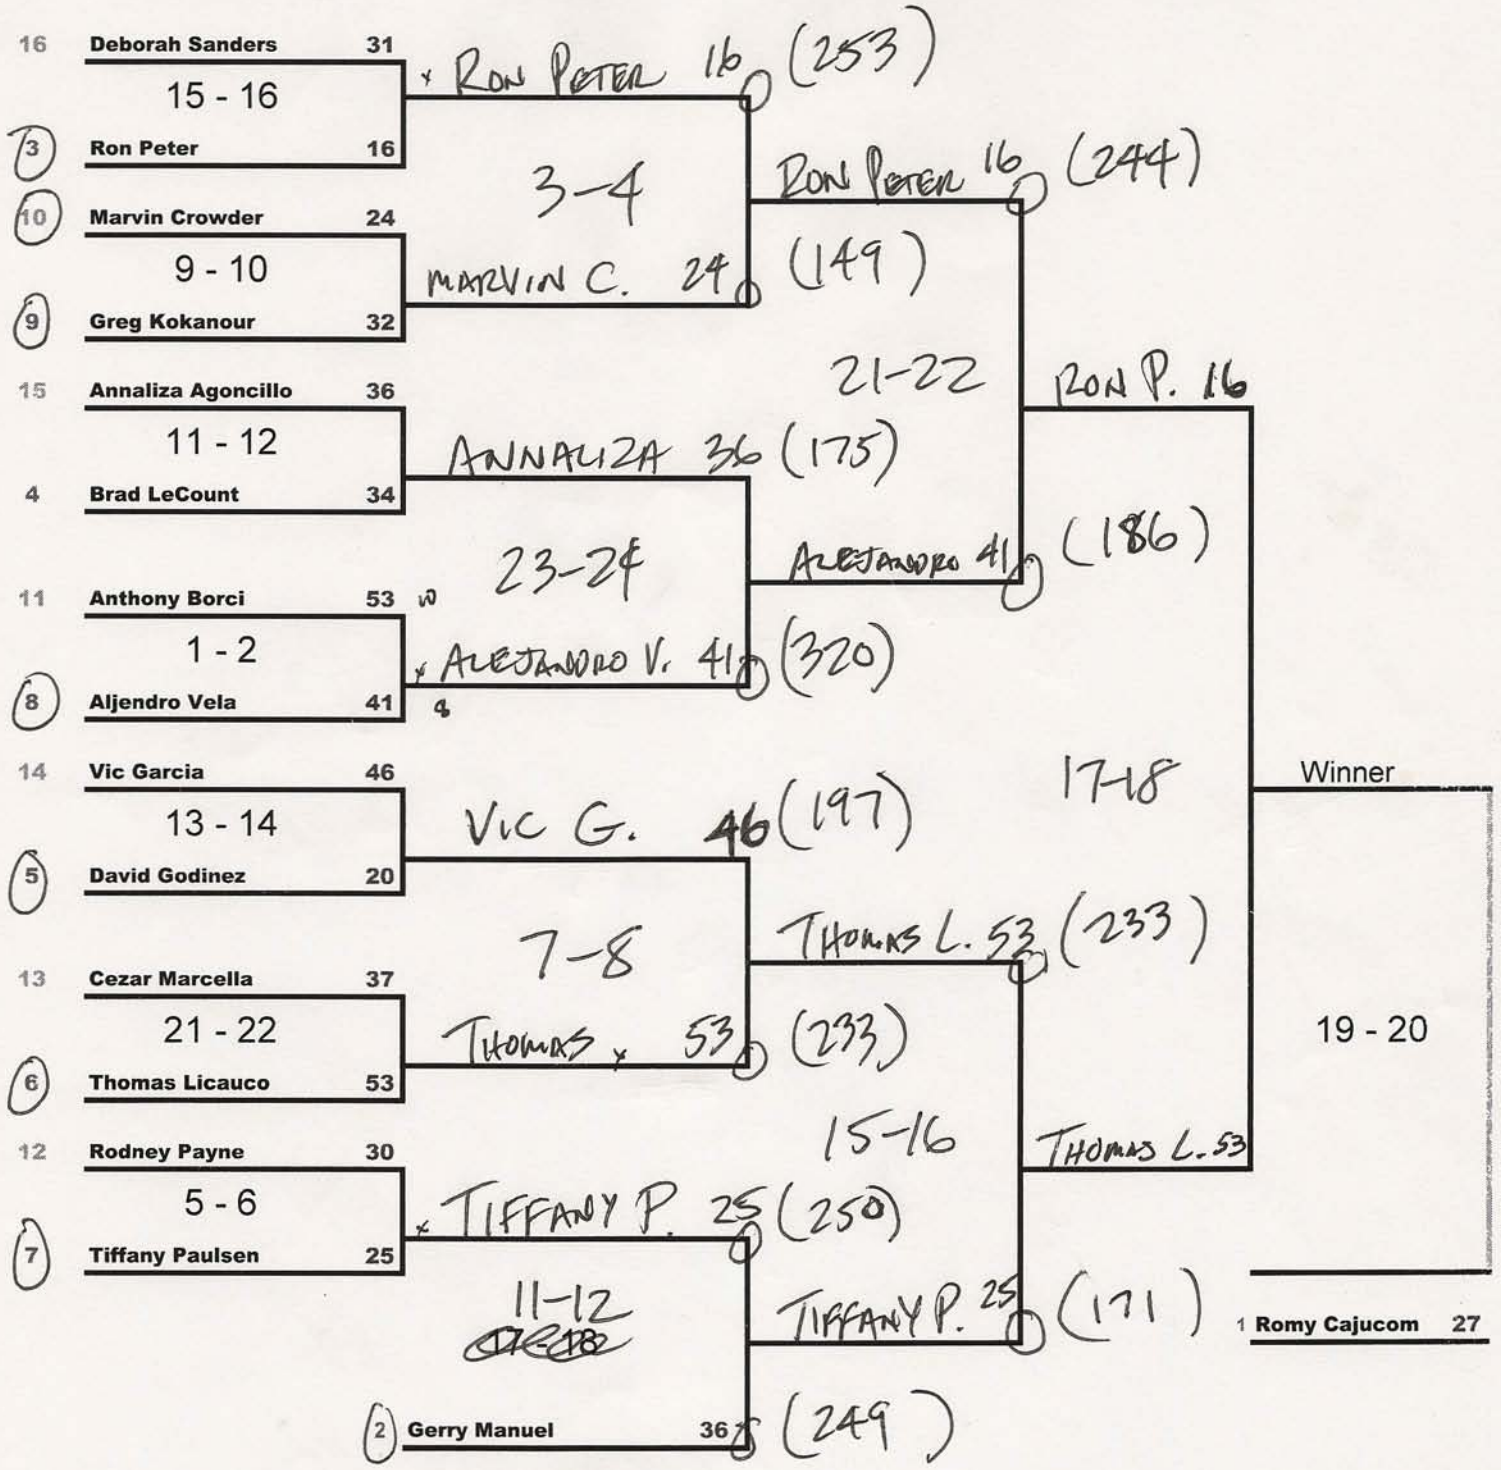 16 Deborah Sanders 31
15 - 16
3 Ron Peter 16
10 Marvin Crowder 24
9 - 10
9 Greg Kokanour 32
15 Annaliza Agoncillo 36
11 - 12
4 Brad LeCount 34
11 Anthony Borci 53
1 - 2
8 Aljendro Vela 41
14 Vic Garcia 46
13 - 14
5 David Godinez 20
13 Cezar Marcella 37
21 - 22
6 Thomas Licauco 53
12 Rodney Payne 30
5 - 6
7 Tiffany Paulsen 25
x RON PETER 16 (253)
3-4
MARVIN C. 24 (149)
ANNALIZA 36 (175)
23-24
8
x ALEJANDRO V. 41 (320)
VIC G. 46 (197)
7-8
THOMAS x 53 (233)
x TIFFANY P. 25 (250)
11-12
17-18
2 Gerry Manuel 36 (249)
RON PETER 16 (244)
21-22
ALEJANDRO 41 (186)
THOMAS L. 53 (233)
15-16
TIFFANY P. 25 (171)
RON P. 16
17-18
THOMAS L. 53
Winner
19 - 20
1 Romy Cajucom 27